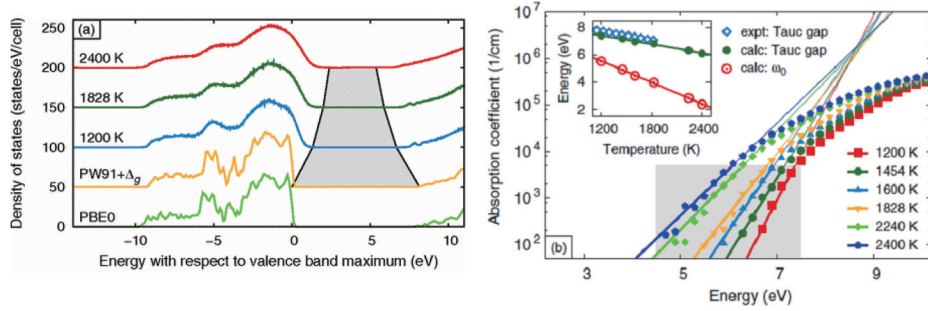 (a)
2400 K
1828 K
1200 K
PW91+Δg
PBE0
250
200
150
100
50
0
Density of states (states/eV/cell)
−10 −5 0 5 10
Energy with respect to valence band maximum (eV)
10^7
10^6
10^5
10^4
10^3
10^2
Absorption coefficient (1/cm)
8
6
4
2
Energy (eV)
1200 1800 2400
Temperature (K)
expt: Tauc gap
calc: Tauc gap
calc: ω0
1200 K
1454 K
1600 K
1828 K
2240 K
2400 K
(b)
3 5 7 9
Energy (eV)